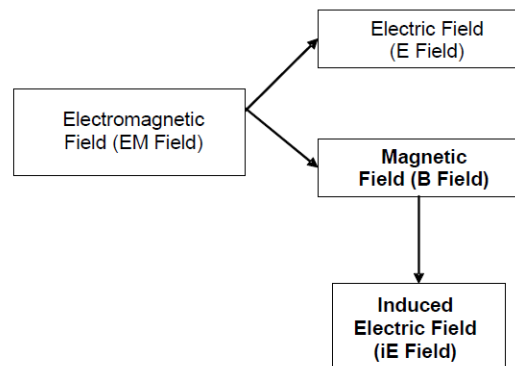 Electric Field
(E Field)
Electromagnetic
Field (EM Field)
Magnetic
Field (B Field)
Induced
Electric Field
(iE Field)